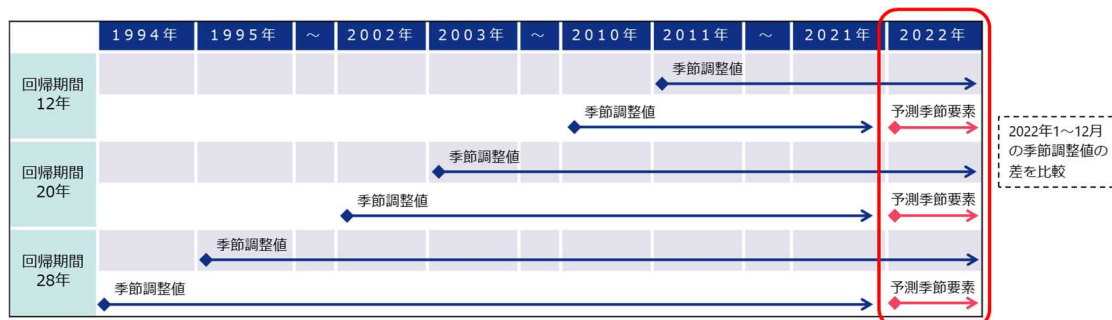 1994年 1995年 ～ 2002年 2003年 ～ 2010年 2011年 ～ 2021年 2022年
回帰期間
12年
季節調整値
季節調整値 予測季節要素
回帰期間
20年
季節調整値
季節調整値 予測季節要素
回帰期間
28年
季節調整値
季節調整値 予測季節要素
2022年1～12月
の季節調整値の
差を比較